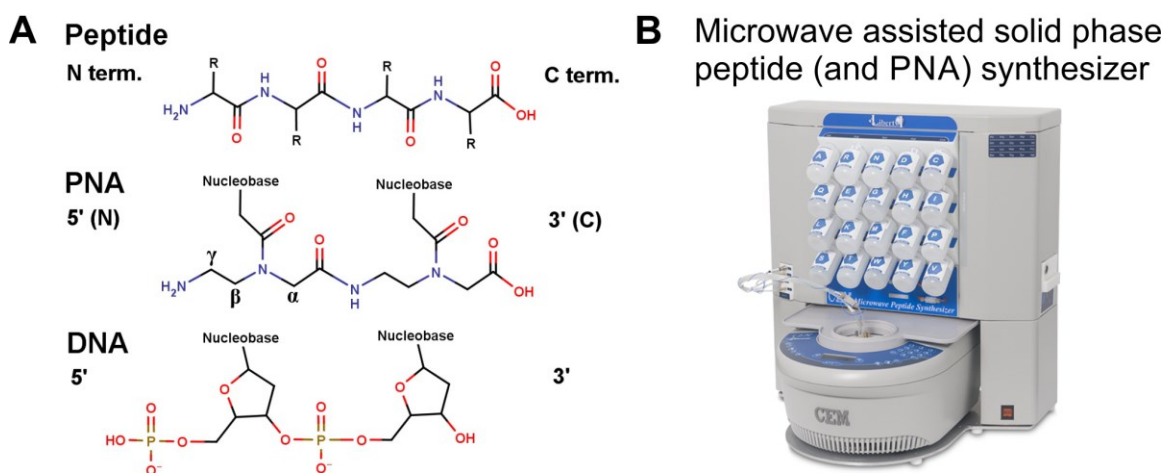 A Peptide
N term.
C term.
R
H
N
O
R
H
N
O
H2N
O
R
N
H
O
R
OH
PNA
5' (N)
3' (C)
Nucleobase
Nucleobase
O
O
O
O
γ
H2N
N
β
α
N
H
N
OH
DNA
5'
3'
Nucleobase
Nucleobase
O
O
O
O
HO P O
O P O
OH
O−
O−
B Microwave assisted solid phase
peptide (and PNA) synthesizer
Liberty
A R N D C
Q E G H I
L K M F P
S T W Y V
CEM Microwave Peptide Synthesizer
CEM